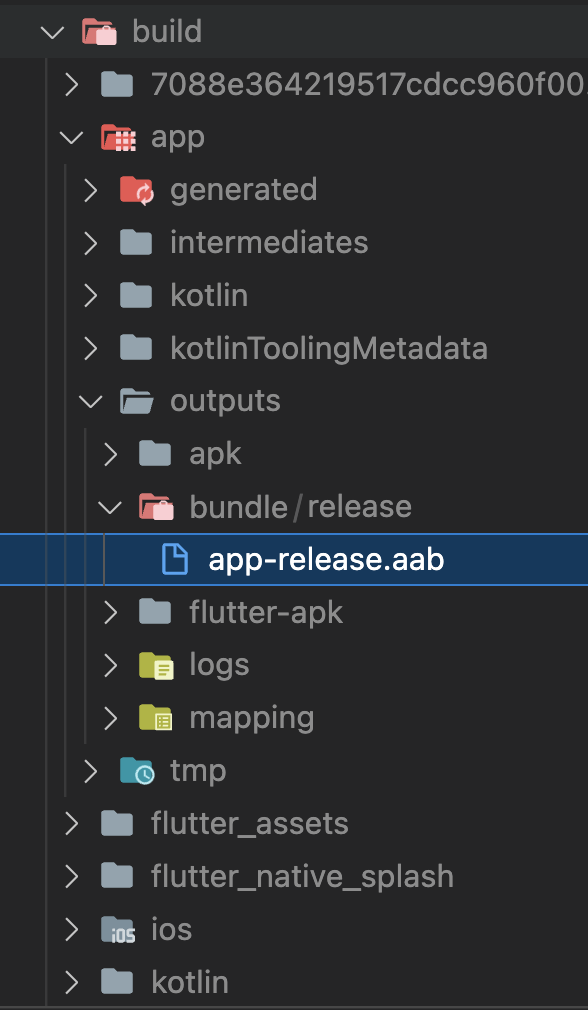 build
7088e364219517cdcc960f00
app
generated
intermediates
kotlin
kotlinToolingMetadata
outputs
apk
bundle/release
app-release.aab
flutter-apk
logs
mapping
tmp
flutter_assets
flutter_native_splash
iOS ios
kotlin